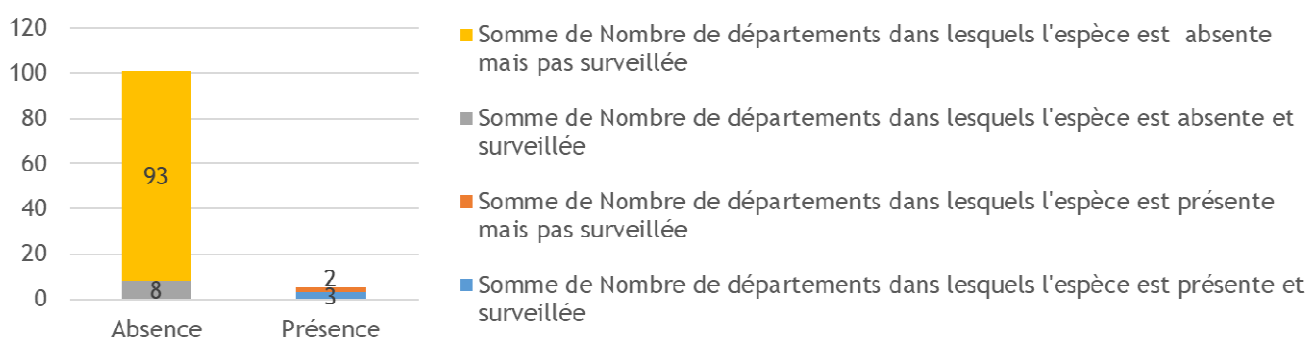 120
100
80
60
40
20
0
93
8
2
3
Absence
Présence
Somme de Nombre de départements dans lesquels l'espèce est absente
mais pas surveillée
Somme de Nombre de départements dans lesquels l'espèce est absente et
surveillée
Somme de Nombre de départements dans lesquels l'espèce est présente
mais pas surveillée
Somme de Nombre de départements dans lesquels l'espèce est présente et
surveillée